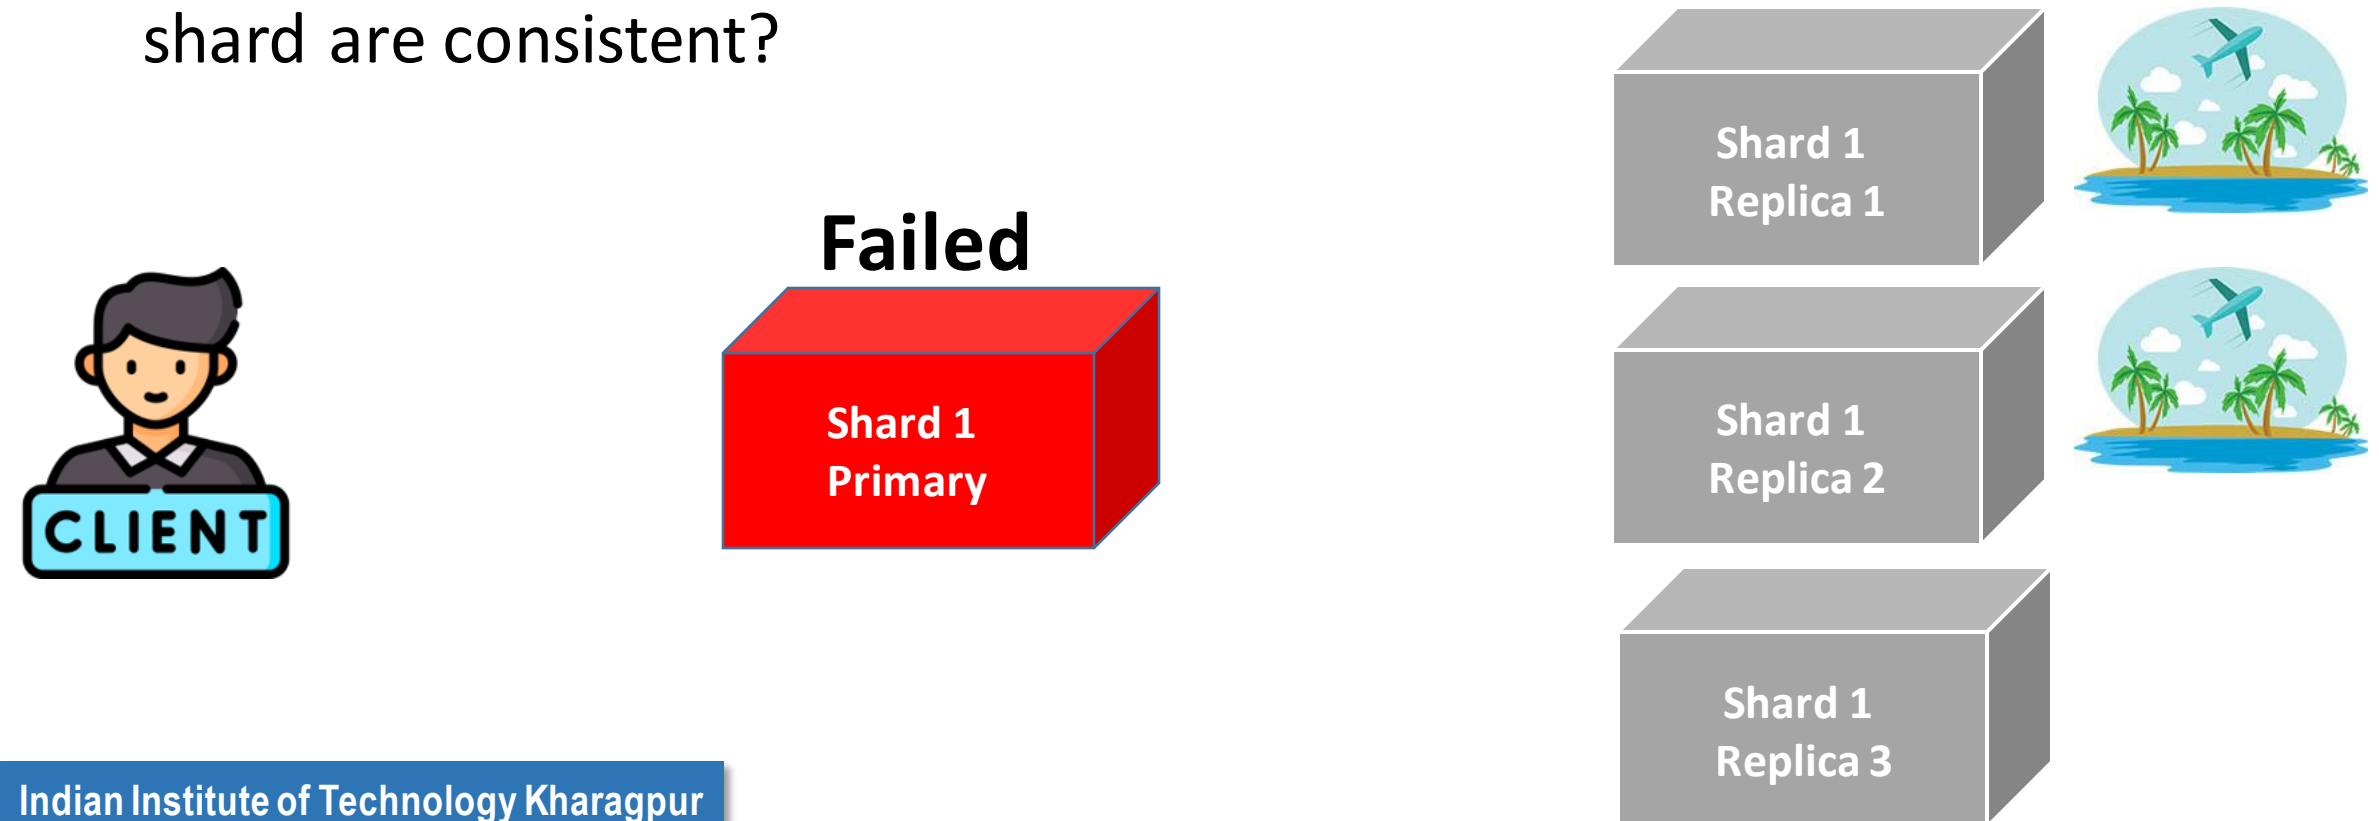 shard are consistent?
Failed
Shard 1
Primary
CLIENT
Shard 1
Replica 1
Shard 1
Replica 2
Shard 1
Replica 3
Indian Institute of Technology Kharagpur